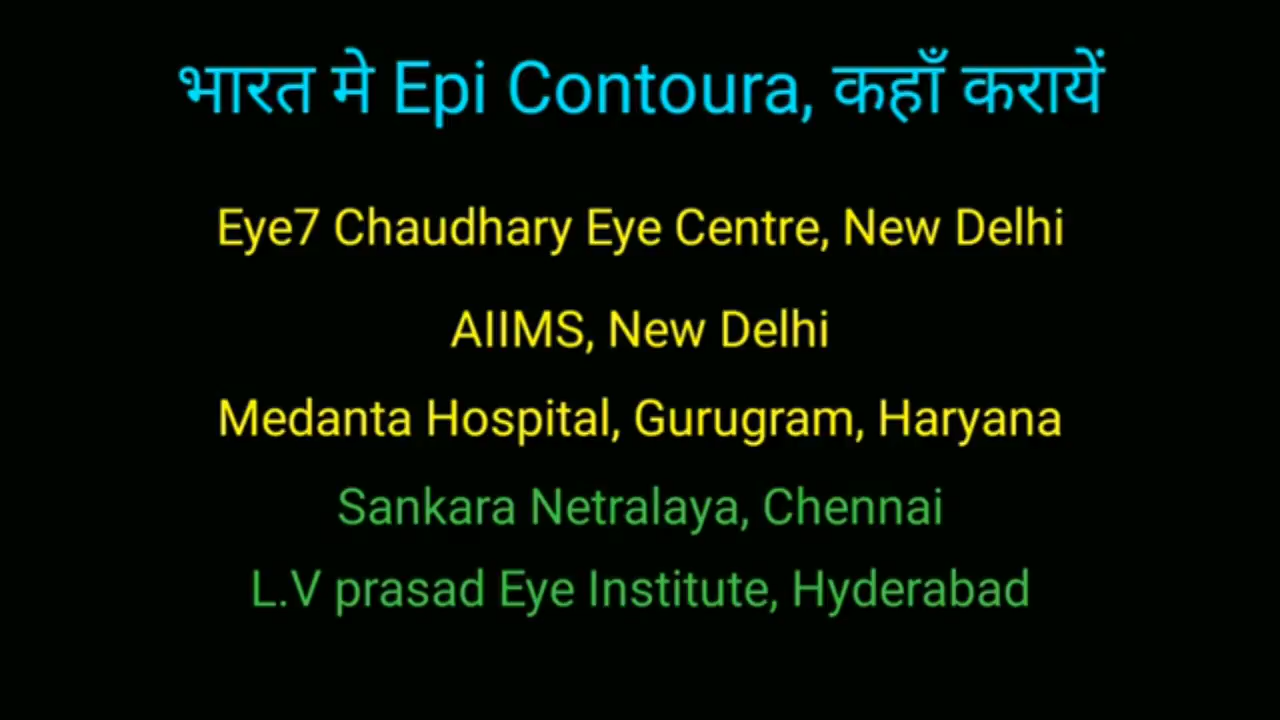 भारत मे Epi Contoura, कहाँ करायें
Eye7 Chaudhary Eye Centre, New Delhi
AIIMS, New Delhi
Medanta Hospital, Gurugram, Haryana
Sankara Netralaya, Chennai
L.V prasad Eye Institute, Hyderabad